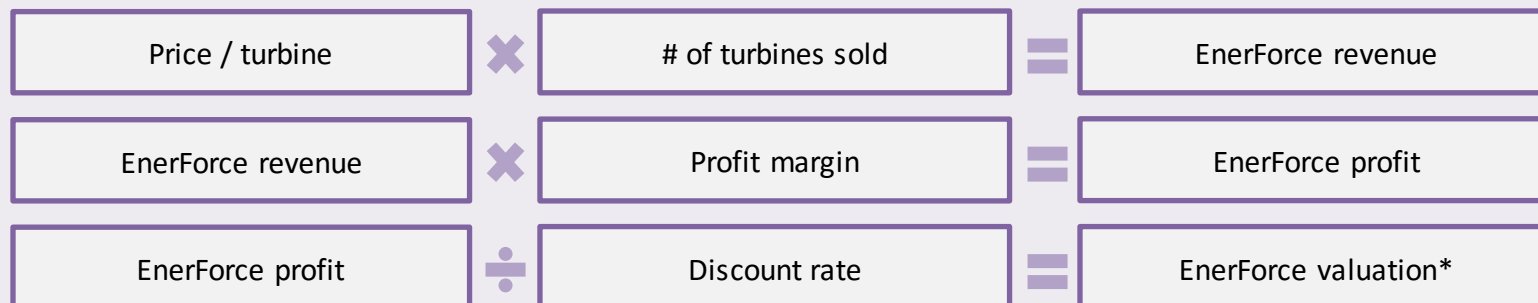 Price / turbine ✖ # of turbines sold = EnerForce revenue
EnerForce revenue ✖ Profit margin = EnerForce profit
EnerForce profit ÷ Discount rate = EnerForce valuation*